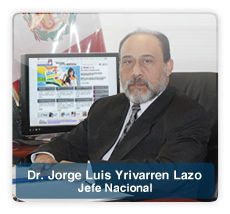 Dr. Jorge Luis Yrivarren Lazo
Jefe Nacional